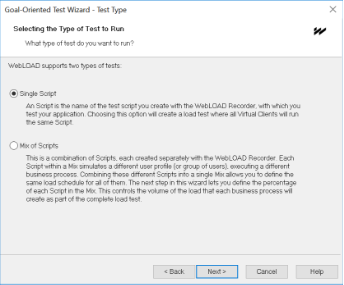 Goal-Oriented Test Wizard - Test Type
Selecting the Type of Test to Run
What type of test do you want to run?
WebLOAD supports two types of tests:
Single Script
An Script is the name of the test script you create with the WebLOAD Recorder, with which you
test your application. Choosing this option will create a load test where all Virtual Clients will run
the same Script.
Mix of Scripts
This is a combination of Scripts, each created separately with the WebLOAD Recorder. Each
Script within a Mix simulates a different user profile (or group of users), executing a different
business process. Combining these different Scripts into a single Mix allows you to define the
same load schedule for all of them. The next step in this wizard lets you define the percentage
of each Script in the Mix. This controls the volume of the load that each business process will
create as part of the complete load test.
< Back
Next >
Cancel
Help